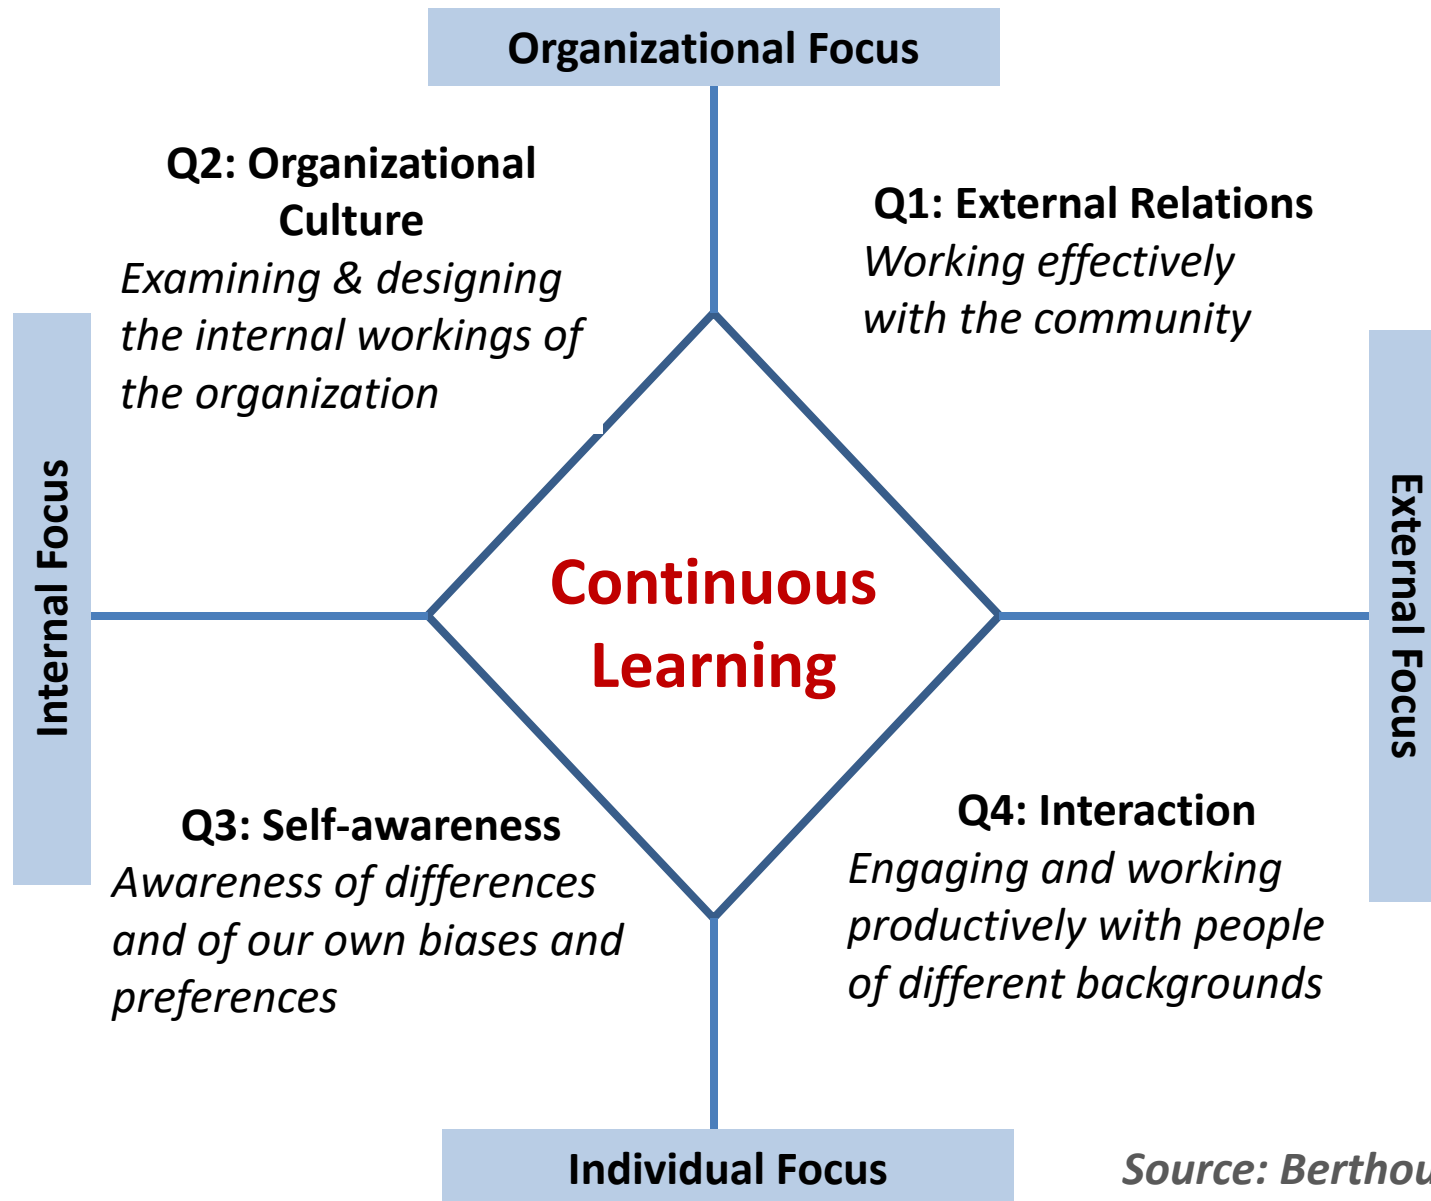 Organizational Focus
Q2: Organizational
Culture
Examining & designing
the internal workings of
the organization
Q1: External Relations
Working effectively
with the community
Internal Focus
Continuous
Learning
External Focus
Q3: Self-awareness
Awareness of differences
and of our own biases and
preferences
Q4: Interaction
Engaging and working
productively with people
of different backgrounds
Individual Focus
Source: